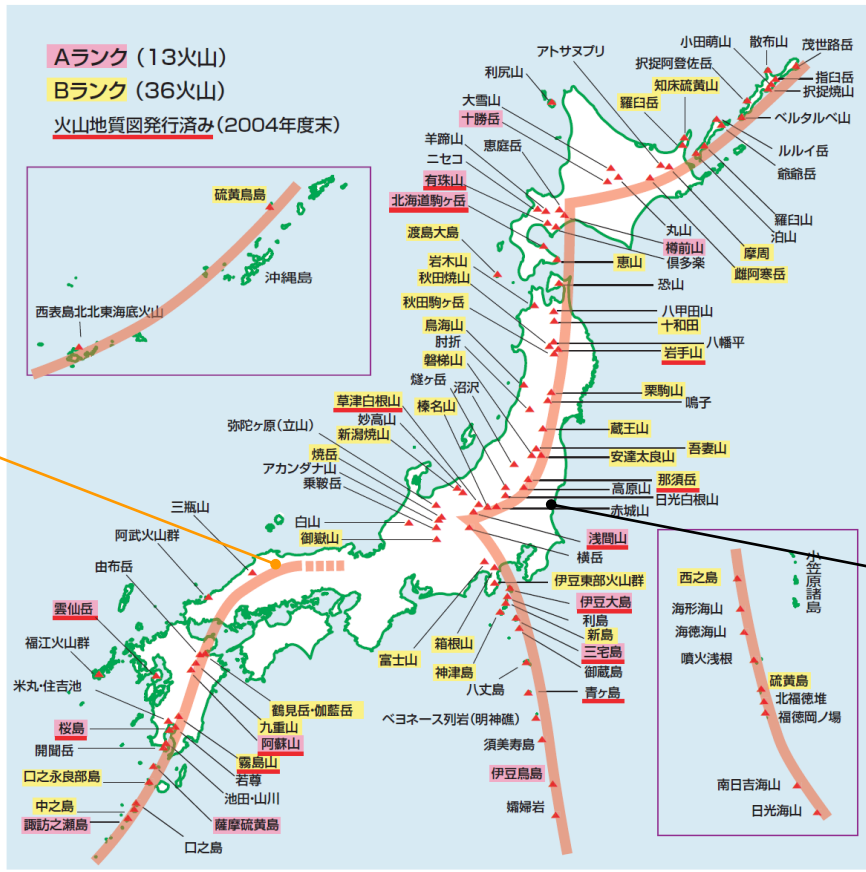 Aランク (13火山)
Bランク (36火山)
火山地質図発行済み(2004年度末)
硫黄鳥島
沖縄島
西表島北北東海底火山
アトサヌプリ
小田萌山
散布山
茂世路岳
択捉阿登佐岳
指臼岳
知床硫黄山
択捉焼山
利尻山
羅臼岳
大雪山
十勝岳
ベルタルベ山
羊蹄山
恵庭岳
ルルイ岳
ニセコ
爺爺岳
有珠山
北海道駒ヶ岳
羅臼山
泊山
丸山
樽前山
倶多楽
摩周
雌阿寒岳
渡島大島
恵山
岩木山
秋田焼山
恐山
秋田駒ヶ岳
八甲田山
十和田
鳥海山
八幡平
肘折
岩手山
磐梯山
燧ヶ岳
沼沢
栗駒山
鳴子
草津白根山
榛名山
妙高山
新潟焼山
蔵王山
弥陀ヶ原(立山)
吾妻山
安達太良山
焼岳
アカンダナ山
乗鞍岳
那須岳
高原山
日光白根山
三瓶山
白山
赤城山
阿武火山群
御嶽山
浅間山
横岳
由布岳
伊豆東部火山群
雲仙岳
伊豆大島
利島
福江火山群
箱根山
新島
富士山
神津島
三宅島
米丸・住吉池
御蔵島
八丈島
青ヶ島
鶴見岳・伽藍岳
九重山
桜島
阿蘇山
ベヨネース列岩(明神礁)
開聞岳
霧島山
須美寿島
若尊
口之永良部島
池田・山川
伊豆鳥島
中之島
諏訪之瀬島
薩摩硫黄島
孀婦岩
口之島
小笠原諸島
西之島
海形海山
海徳海山
噴火浅根
硫黄島
北福徳堆
福徳岡ノ場
南日吉海山
日光海山